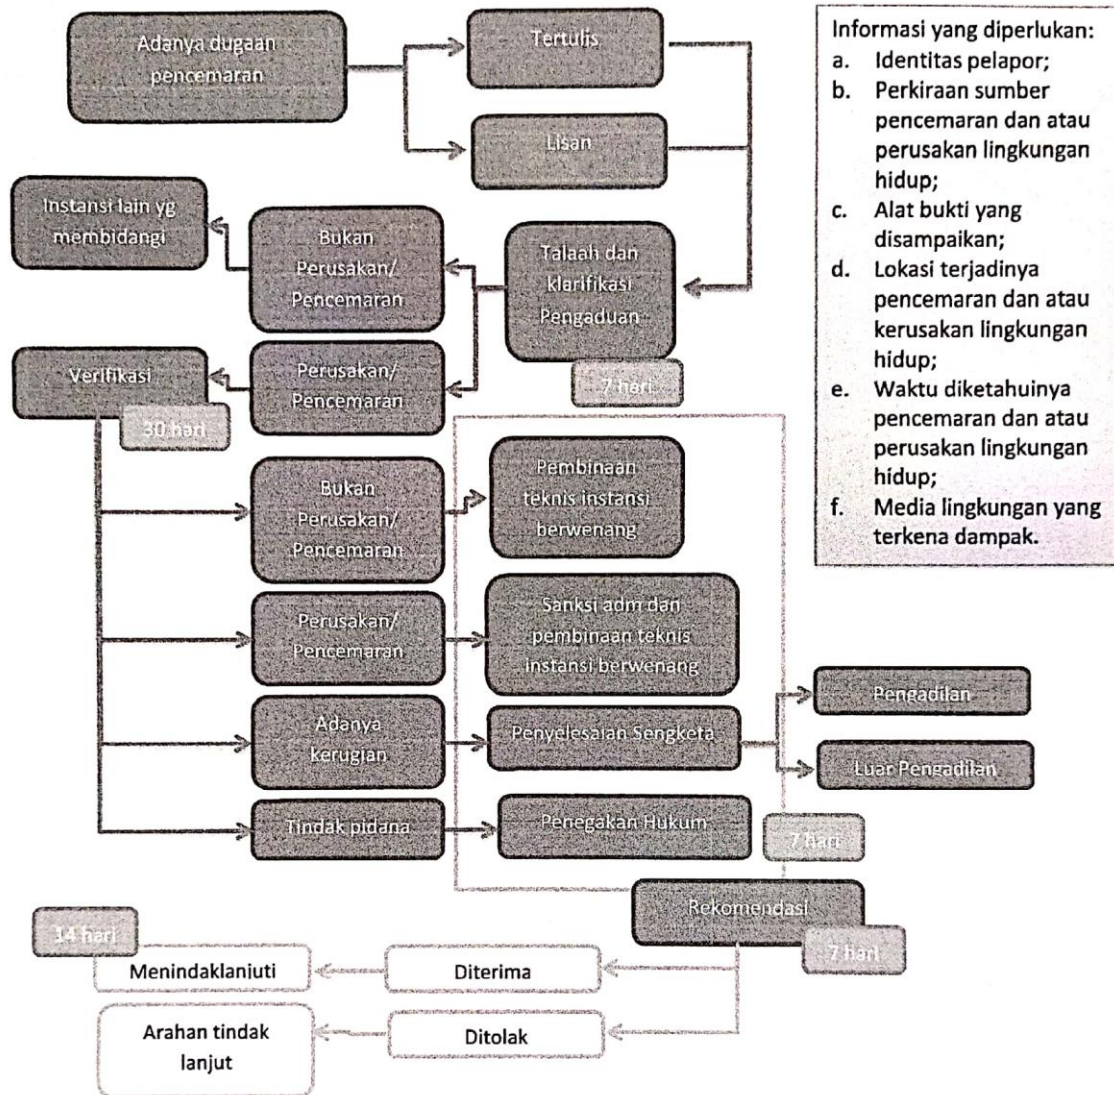 Adanya dugaan
pencemaran
Tertulis
Lisan
Instansi lain yg
membidangi
Bukan
Perusakan/
Pencemaran
Talaah dan
klarifikasi
Pengaduan
7 hari
Verifikasi
30 hari
Perusakan/
Pencemaran
Bukan
Perusakan/
Pencemaran
Pembinaan
teknis instansi
berwenang
Perusakan/
Pencemaran
Sanksi adm dan
pembinaan teknis
instansi berwenang
Adanya
kerugian
Penyelesaian Sengketa
Pengadilan
Luar Pengadilan
Tindak pidana
Penegakan Hukum
7 hari
Rekomendasi
7 hari
14 hari
Menindaklanjuti
Diterima
Arahan tindak
lanjut
Ditolak
Informasi yang diperlukan:
a. Identitas pelapor;
b. Perkiraan sumber
pencemaran dan atau
perusakan lingkungan
hidup;
c. Alat bukti yang
disampaikan;
d. Lokasi terjadinya
pencemaran dan atau
kerusakan lingkungan
hidup;
e. Waktu diketahuinya
pencemaran dan atau
perusakan lingkungan
hidup;
f. Media lingkungan yang
terkena dampak.